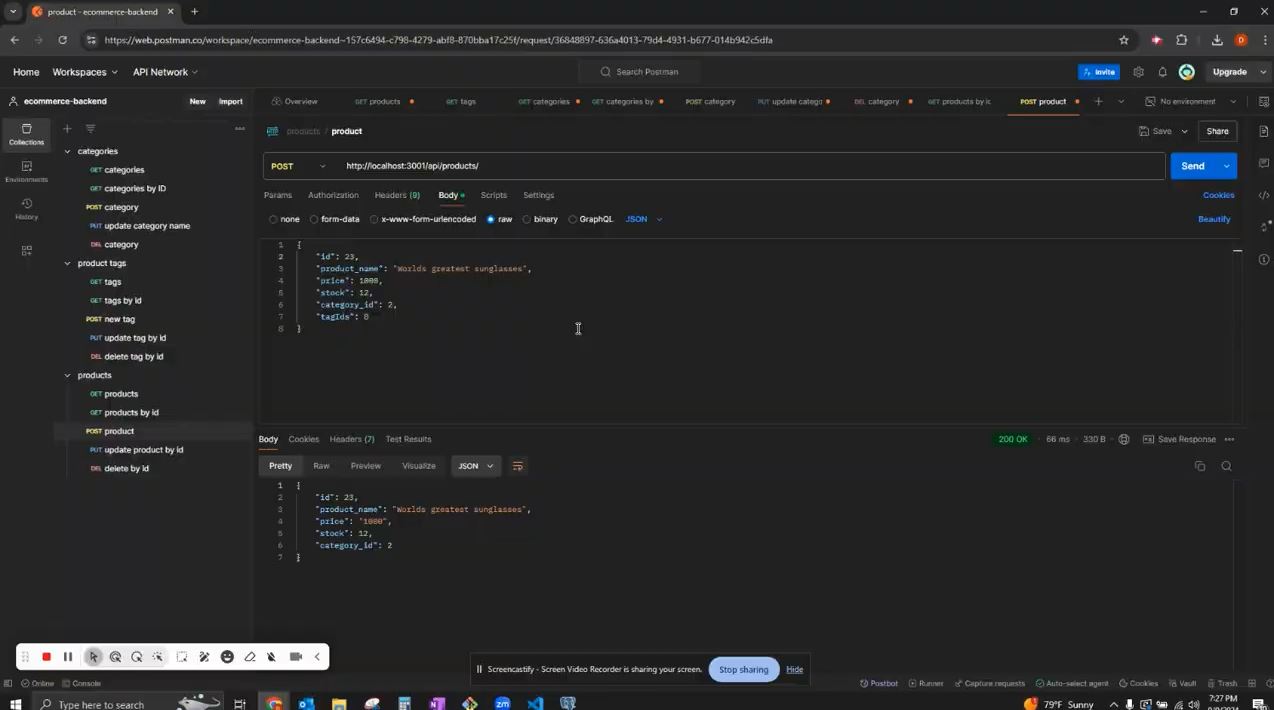 product - ecommerce-backend
https://web.postman.co/workspace/ecommerce-backend~157c6494-c798-4279-abf8-870bba17c25f/request/36848897-636a4013-79d4-4931-b677-014b942c5dfa
Home Workspaces API Network Search Postman Invite Upgrade
ecommerce-backend New Import Overview GET products GET tags GET categories GET categories by POST category PUT update categ DEL category GET products by ic POST product No environment
Collections
Environments
History
categories
GET categories
GET categories by ID
POST category
PUT update category name
DEL category
product tags
GET tags
GET tags by id
POST new tag
PUT update tag by id
DEL delete tag by id
products
GET products
GET products by id
POST product
PUT update product by id
DEL delete by id
products / product Save Share
POST http://localhost:3001/api/products/ Send
Params Authorization Headers (9) Body Scripts Settings Cookies
none form-data x-www-form-urlencoded raw binary GraphQL JSON Beautify
1 {
2 "id": 23,
3 "product_name": "Worlds greatest sunglasses",
4 "price": 1000,
5 "stock": 12,
6 "category_id": 2,
7 "tagIds": 8
8 }
Body Cookies Headers (7) Test Results 200 OK 66 ms 330 B Save Response
Pretty Raw Preview Visualize JSON
1 {
2 "id": 23,
3 "product_name": "Worlds greatest sunglasses",
4 "price": "1000",
5 "stock": 12,
6 "category_id": 2
7 }
Screencastify - Screen Video Recorder is sharing your screen. Stop sharing Hide
Online Console Postbot Runner Capture requests Auto-select agent Cookies Vault Trash
Type here to search 79°F Sunny 7:27 PM